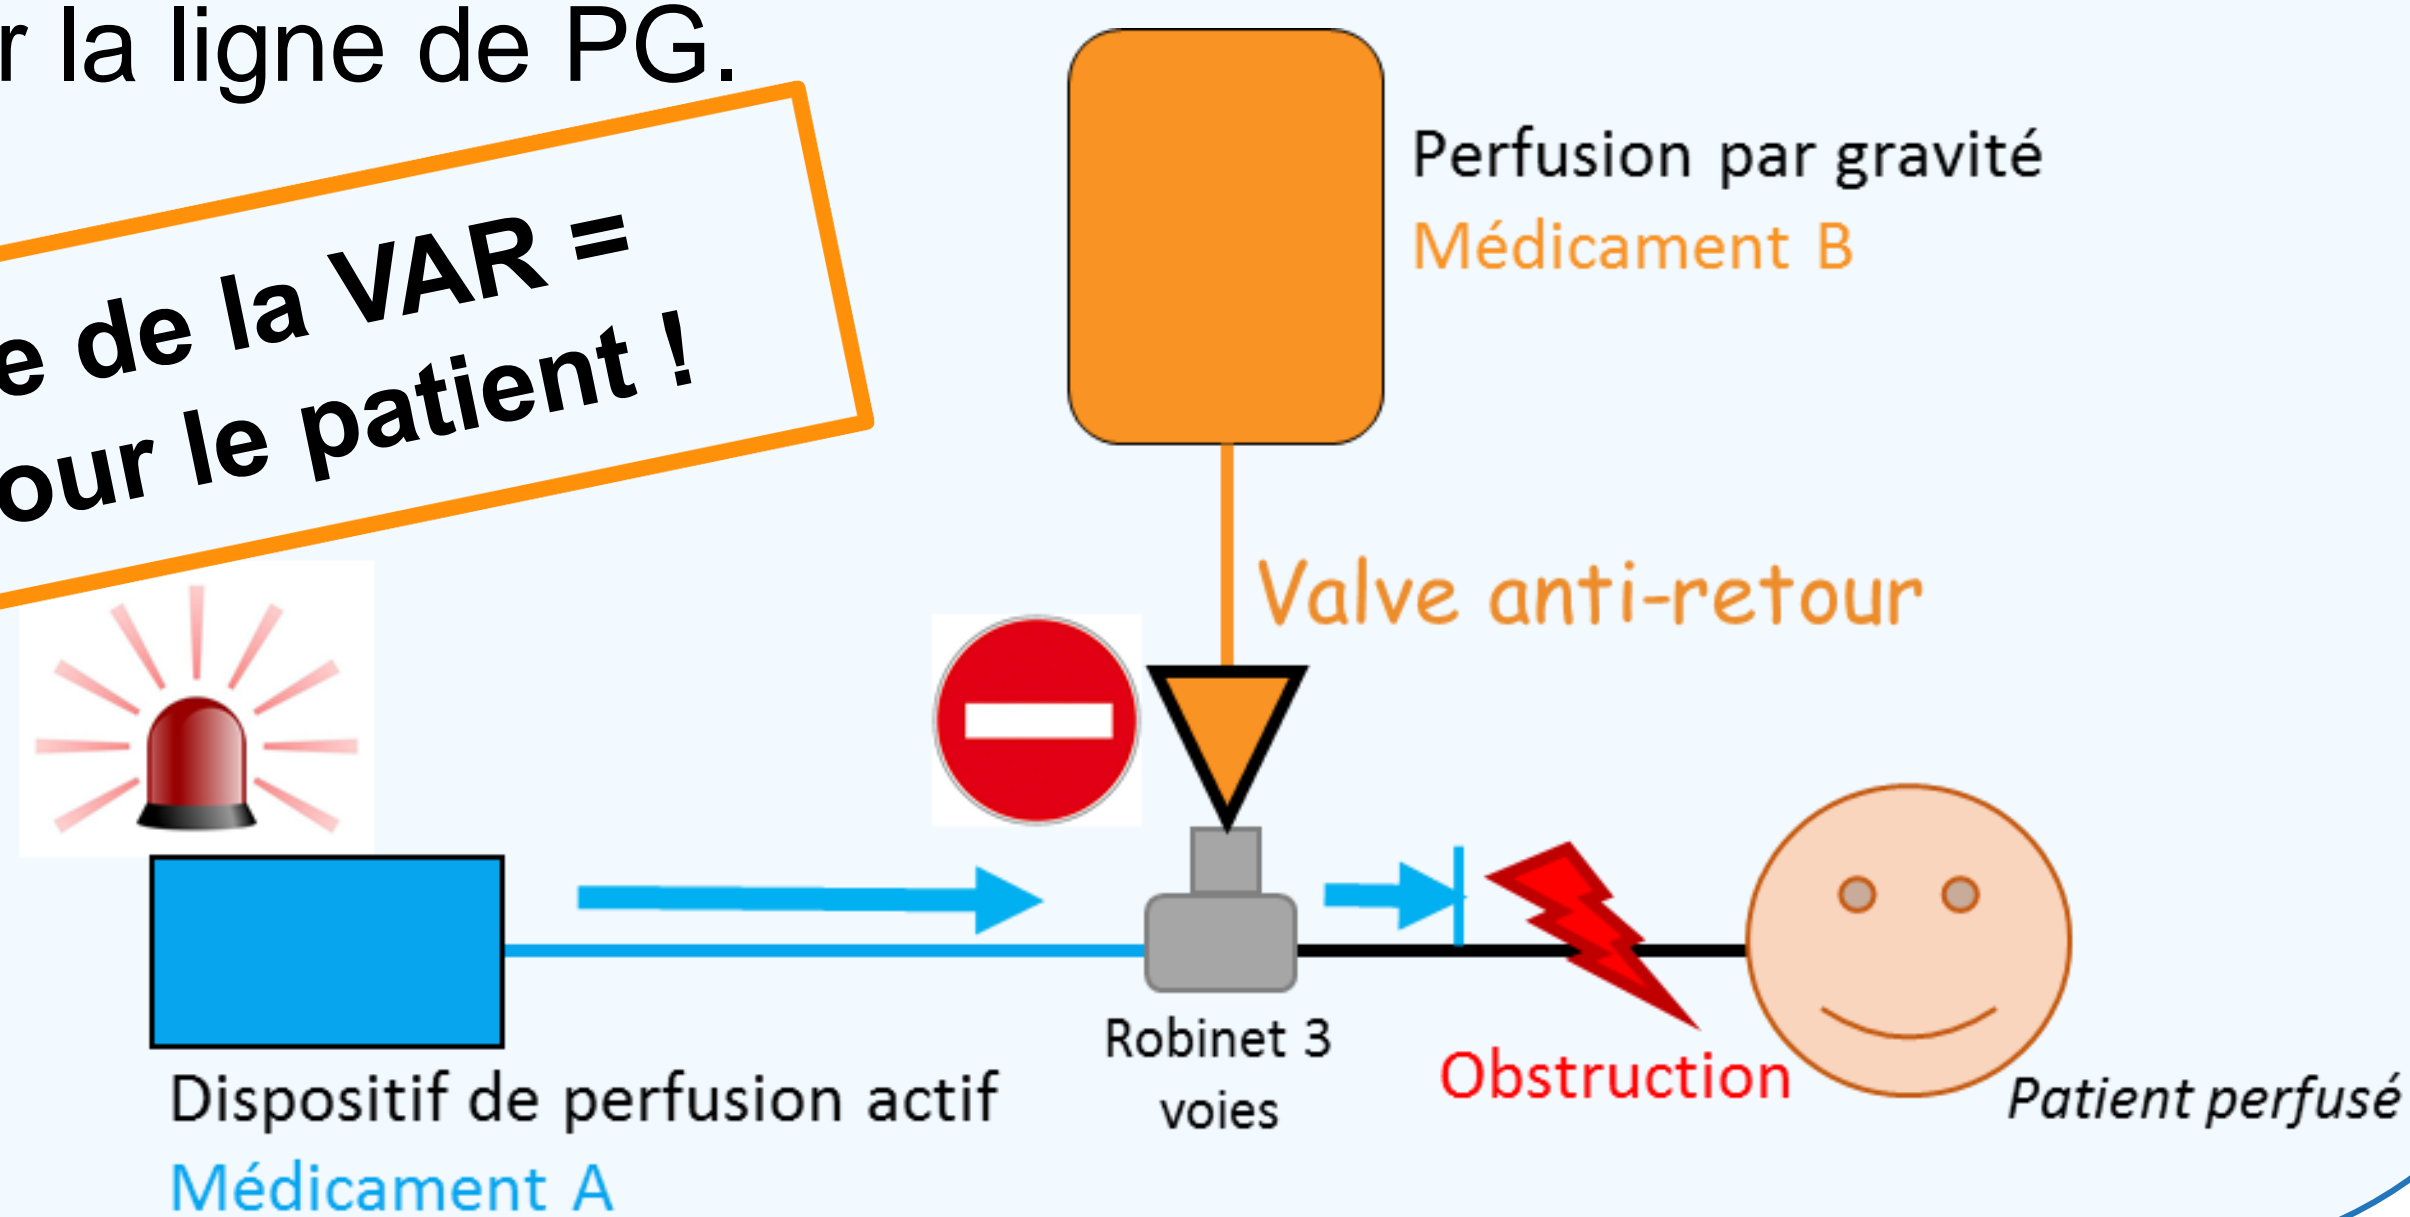 r la ligne de PG.
e de la VAR =
our le patient !
Perfusion par gravité
Médicament B
Valve anti-retour
Robinet 3
voies
Obstruction
Patient perfusé
Dispositif de perfusion actif
Médicament A